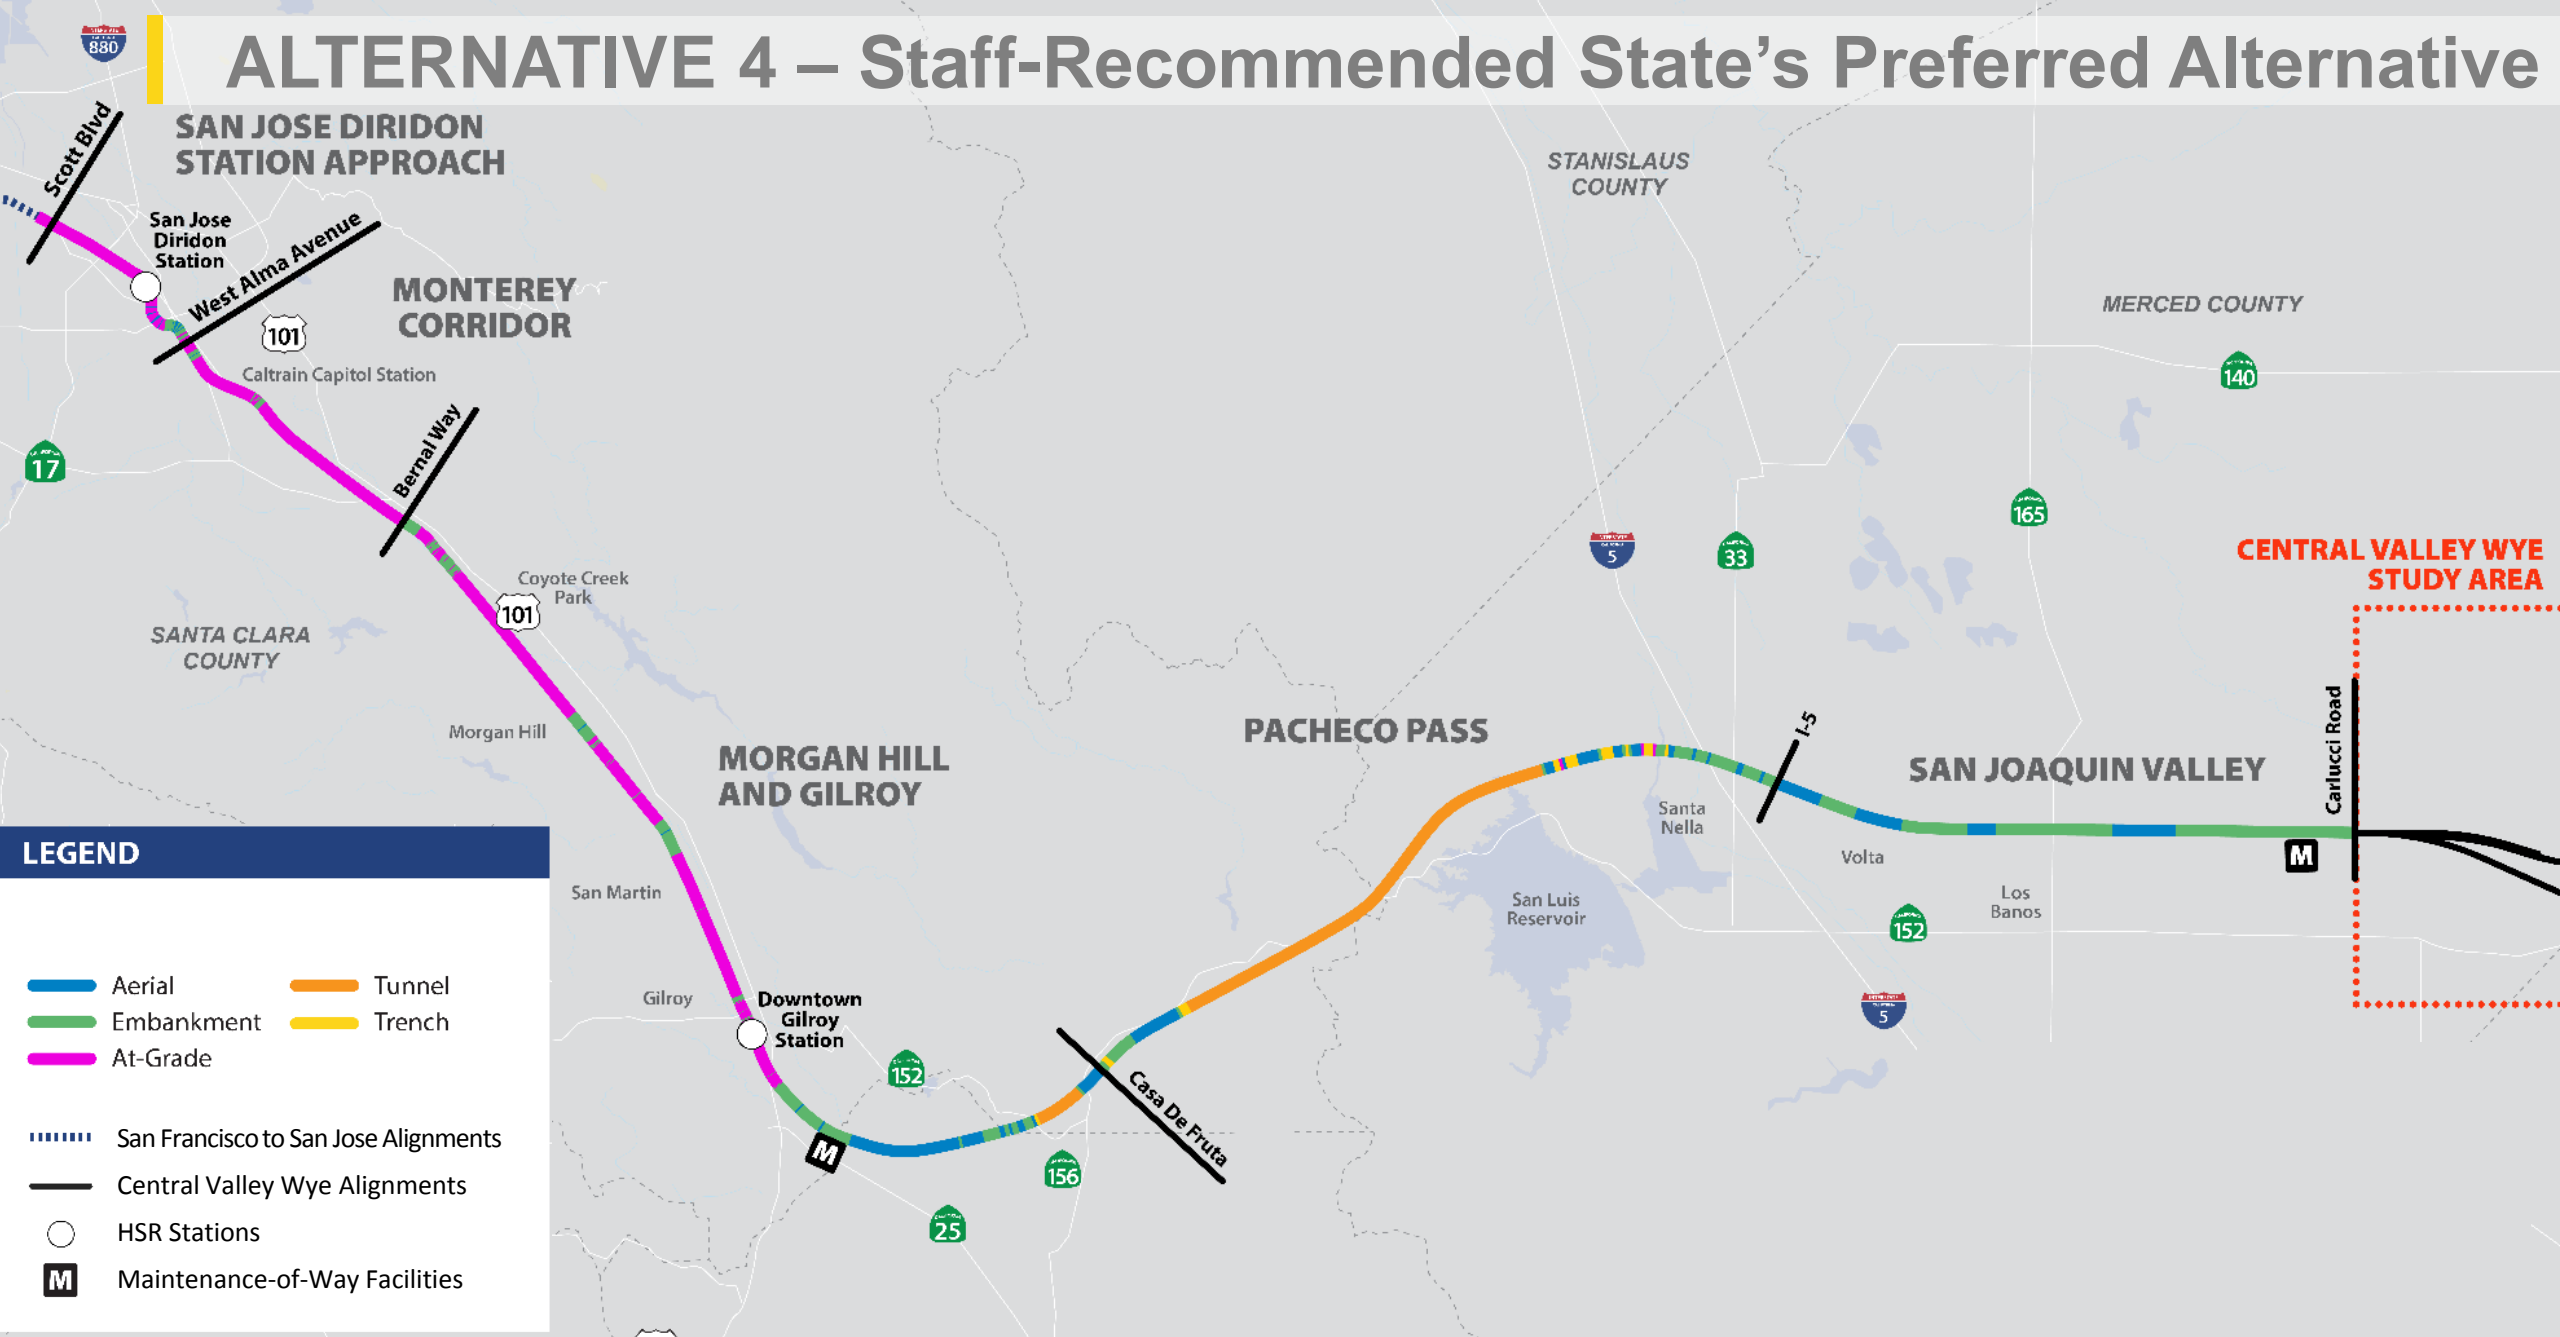 ALTERNATIVE 4 – Staff-Recommended State's Preferred Alternative
880
Scott Blvd
SAN JOSE DIRIDON
STATION APPROACH
San Jose
Diridon
Station
West Alma Avenue
MONTEREY
CORRIDOR
101
Caltrain Capitol Station
17
Bernal Way
Coyote Creek
Park
101
SANTA CLARA
COUNTY
Morgan Hill
MORGAN HILL
AND GILROY
San Martin
Gilroy
Downtown
Gilroy
Station
152
M
25
156
Casa De Fruta
PACHECO PASS
STANISLAUS
COUNTY
MERCED COUNTY
140
165
5
33
I-5
Santa
Nella
San Luis
Reservoir
SAN JOAQUIN VALLEY
Volta
Los
Banos
152
5
M
Carlucci Road
CENTRAL VALLEY WYE
STUDY AREA
LEGEND
Aerial
Tunnel
Embankment
Trench
At-Grade
San Francisco to San Jose Alignments
Central Valley Wye Alignments
HSR Stations
M
Maintenance-of-Way Facilities